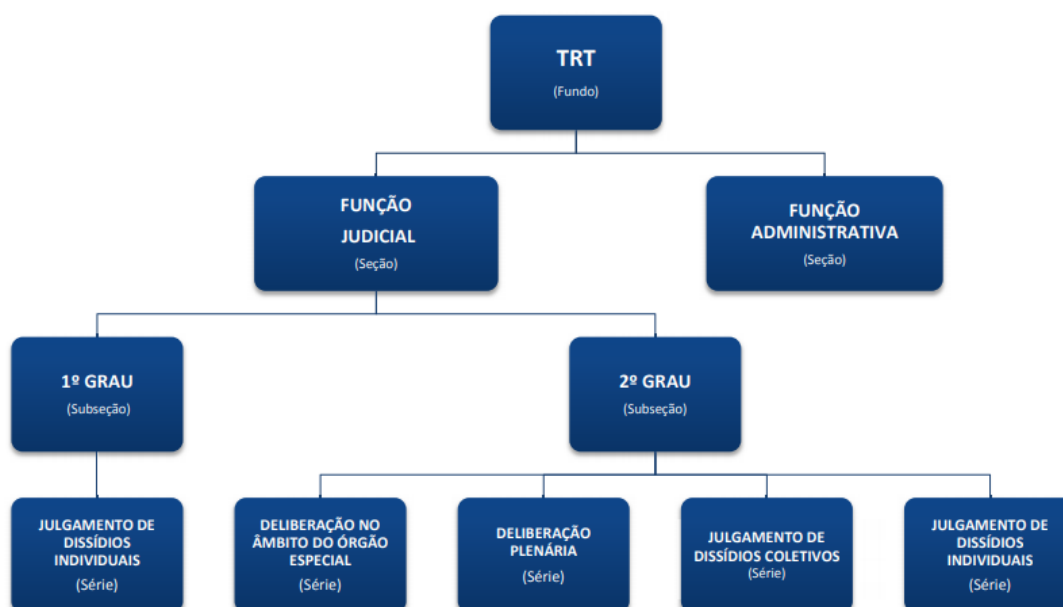 TRT
(Fundo)
FUNÇÃO
JUDICIAL
(Seção)
FUNÇÃO
ADMINISTRATIVA
(Seção)
1º GRAU
(Subseção)
2º GRAU
(Subseção)
JULGAMENTO DE
DISSÍDIOS
INDIVIDUAIS
(Série)
DELIBERAÇÃO NO
ÂMBITO DO ÓRGÃO
ESPECIAL
(Série)
DELIBERAÇÃO
PLENÁRIA
(Série)
JULGAMENTO DE
DISSÍDIOS COLETIVOS
(Série)
JULGAMENTO DE
DISSÍDIOS
INDIVIDUAIS
(Série)